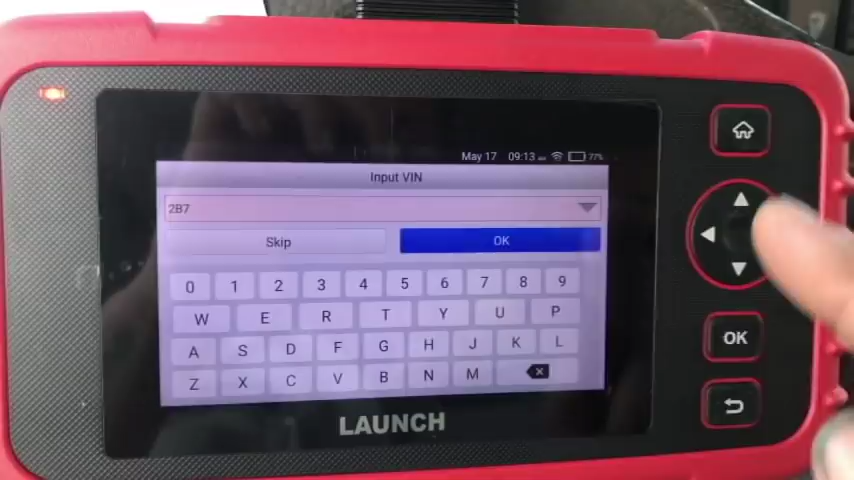 May 17 09:13 AM 77%
Input VIN
2B7
Skip OK
0 1 2 3 4 5 6 7 8 9
W E R T Y U P
A S D F G H J K L
Z X C V B N M
OK
LAUNCH